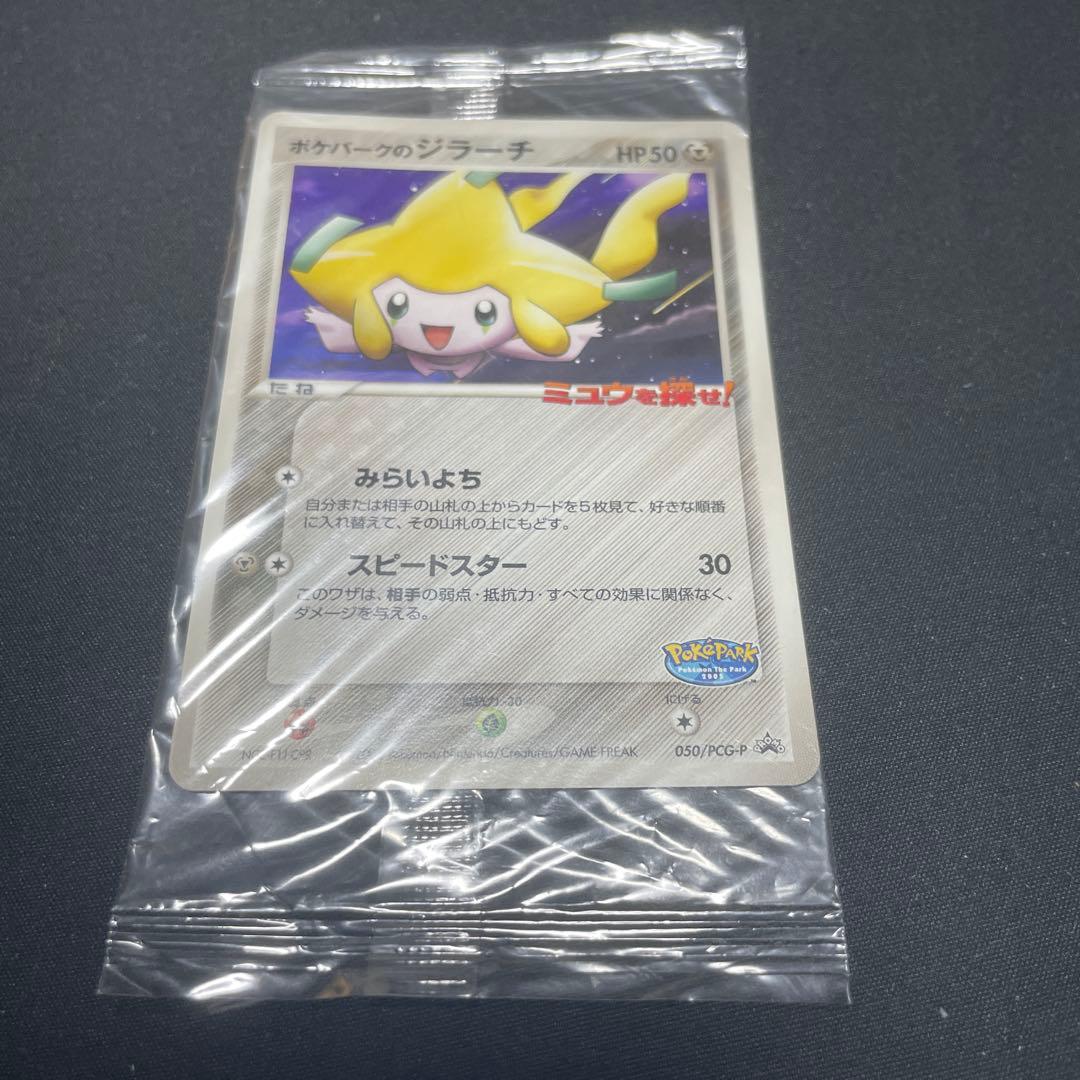 ポケパークのジラーチ HP50
たね
ミュウを探せ!
みらいよち
自分または相手の山札の上からカードを5枚見て、好きな順番
に入れ替えて、その山札の上にもどす。
スピードスター 30
このワザは、相手の弱点・抵抗力・すべての効果に関係なく、
ダメージを与える。
POKéPARK
Pokémon The Park
2005
抵抗力 -30 にげる
Pokémon/Nintendo/Creatures/GAME FREAK 050/PCG-P